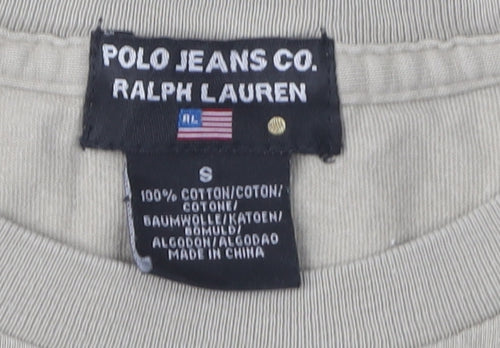 POLO JEANS CO.
RALPH LAUREN
RL
S
100% COTTON/COTON/
COTONE/
BAUMWOLLE/KATOEN/
BOMULD/
ALGODON/ALGODAO
MADE IN CHINA